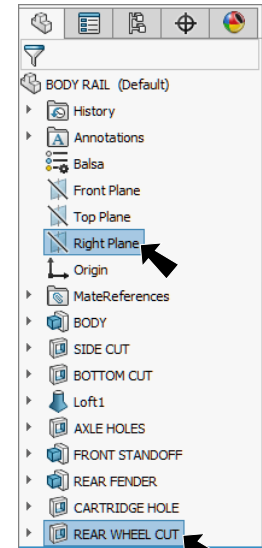 BODY RAIL (Default)
History
Annotations
Balsa
Front Plane
Top Plane
Right Plane
Origin
MateReferences
BODY
SIDE CUT
BOTTOM CUT
Loft1
AXLE HOLES
FRONT STANDOFF
REAR FENDER
CARTRIDGE HOLE
REAR WHEEL CUT